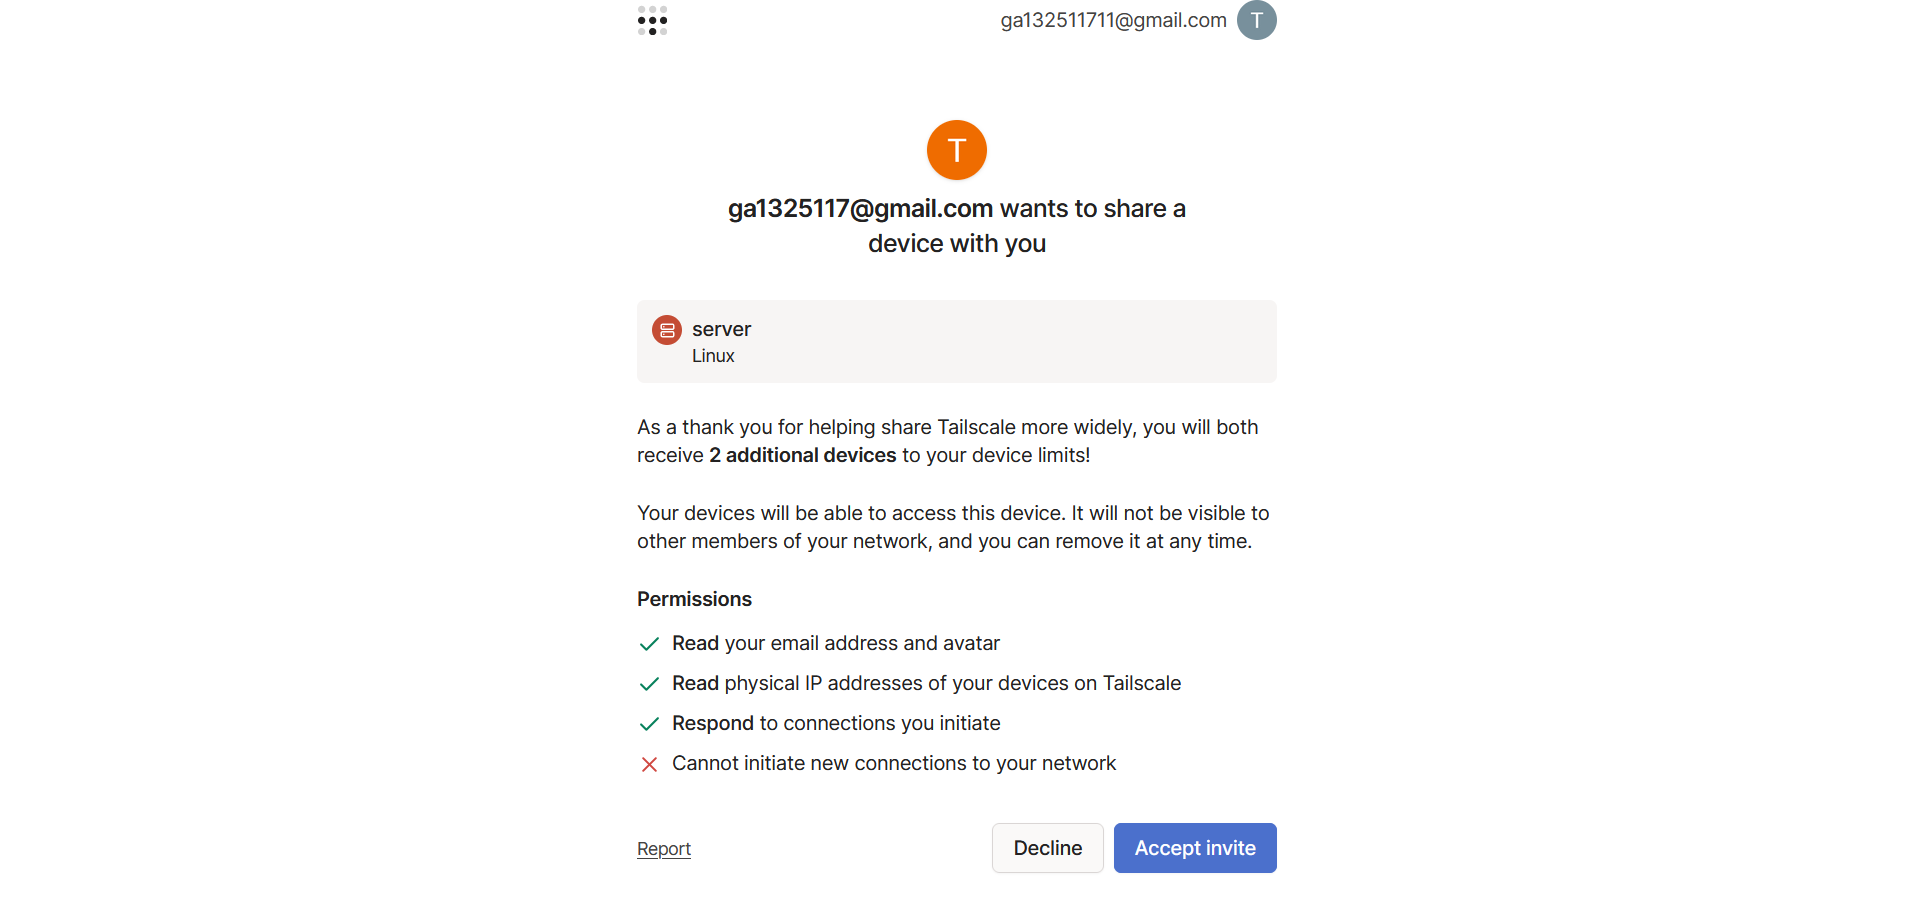 ga132511711@gmail.com T
T
ga1325117@gmail.com wants to share a
device with you
server
Linux
As a thank you for helping share Tailscale more widely, you will both
receive 2 additional devices to your device limits!
Your devices will be able to access this device. It will not be visible to
other members of your network, and you can remove it at any time.
Permissions
Read your email address and avatar
Read physical IP addresses of your devices on Tailscale
Respond to connections you initiate
Cannot initiate new connections to your network
Report Decline Accept invite